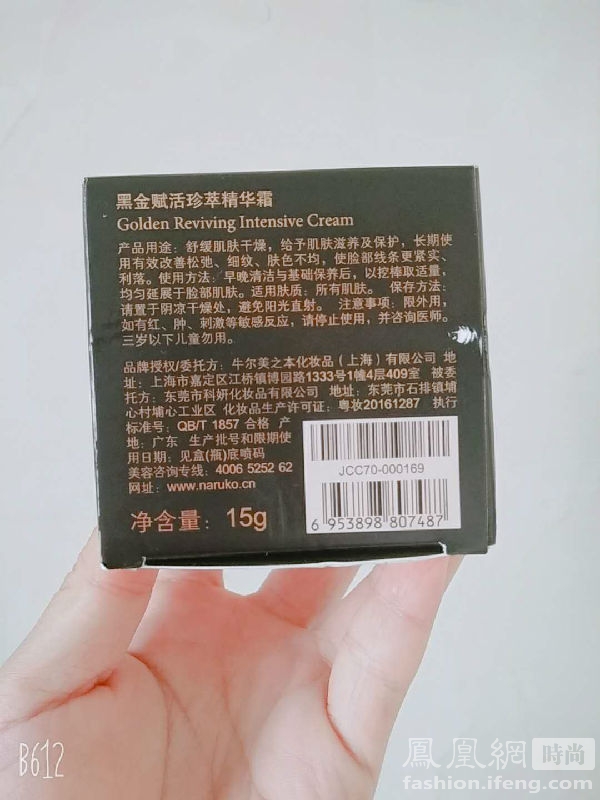 黑金赋活珍萃精华霜
Golden Reviving Intensive Cream
产品用途：舒缓肌肤干燥，给予肌肤滋养及保护，长期使
用有效改善松弛、细纹、肤色不均，使脸部线条更紧实、
利落。使用方法：早晚清洁与基础保养后，以挖棒取适量，
均匀延展于脸部肌肤。适用肤质：所有肌肤。 保存方法：
请置于阴凉干燥处，避免阳光直射。 注意事项：限外用，
如有红、肿、刺激等敏感反应，请停止使用，并咨询医师。
三岁以下儿童勿用。
品牌授权/委托方：牛尔美之本化妆品（上海）有限公司 地
址：上海市嘉定区江桥镇博园路1333号1幢4层409室 被委
托方：东莞市科妍化妆品有限公司 地址：东莞市石排镇埔
心村埔心工业区 化妆品生产许可证：粤妆20161287 执行
标准号：QB/T 1857 合格 产
地：广东 生产批号和限期使
用日期：见盒(瓶)底喷码
美容咨询专线：4006 5252 62
网址：www.naruko.cn
净含量：15g
JCC70-000169
6 953898 807487
B612
鳳凰網 時尚
fashion.ifeng.com